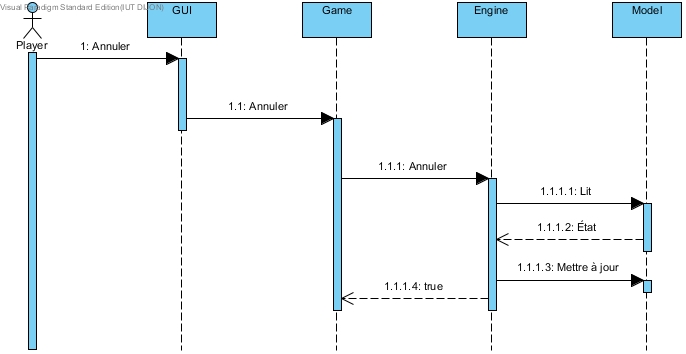 Visual Paradigm Standard Edition(IUT DIJON)
GUI
Game
Engine
Model
Player
1: Annuler
1.1: Annuler
1.1.1: Annuler
1.1.1.1: Lit
1.1.1.2: État
1.1.1.3: Mettre à jour
1.1.1.4: true